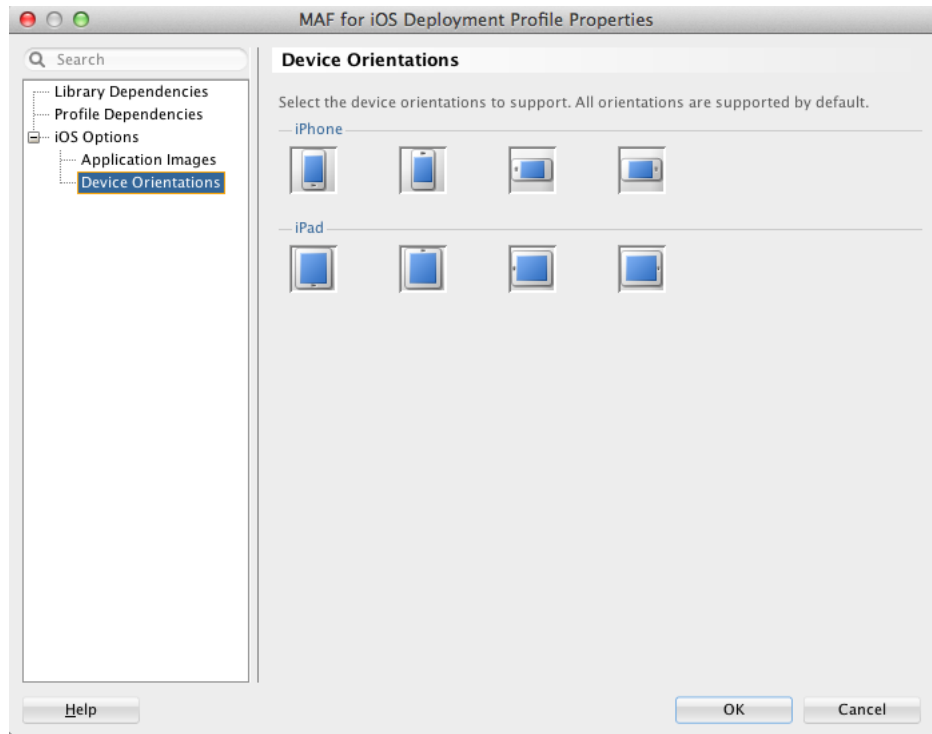 MAF for iOS Deployment Profile Properties
Search
Library Dependencies
Profile Dependencies
iOS Options
Application Images
Device Orientations
Device Orientations
Select the device orientations to support. All orientations are supported by default.
iPhone
iPad
Help
OK
Cancel